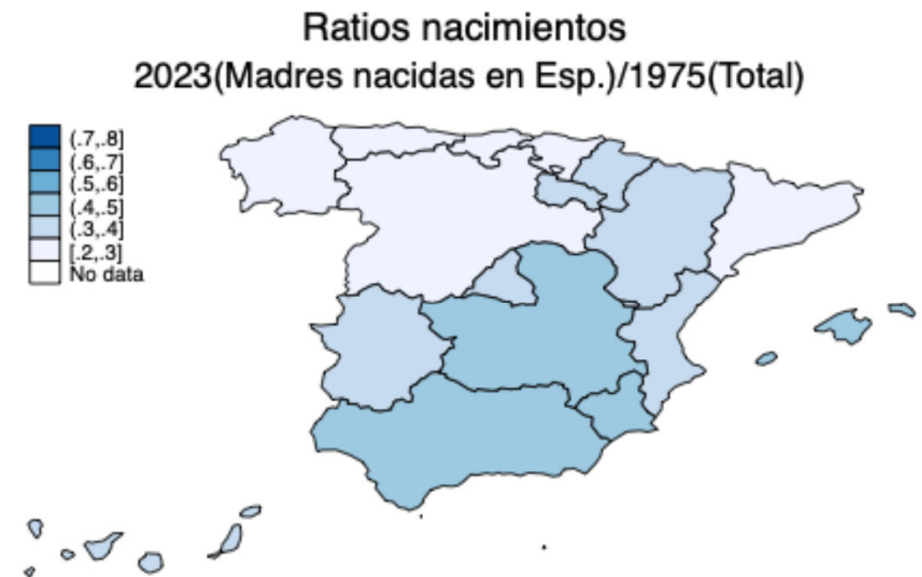 Ratios nacimientos
2023(Madres nacidas en Esp.)/1975(Total)
(.7,.8]
(.6,.7]
(.5,.6]
(.4,.5]
(.3,.4]
[.2,.3]
No data